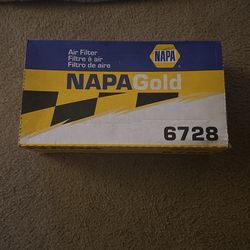 Air Filter
Filtre à air
Filtro de aire
NAPA
NAPAGold
6728